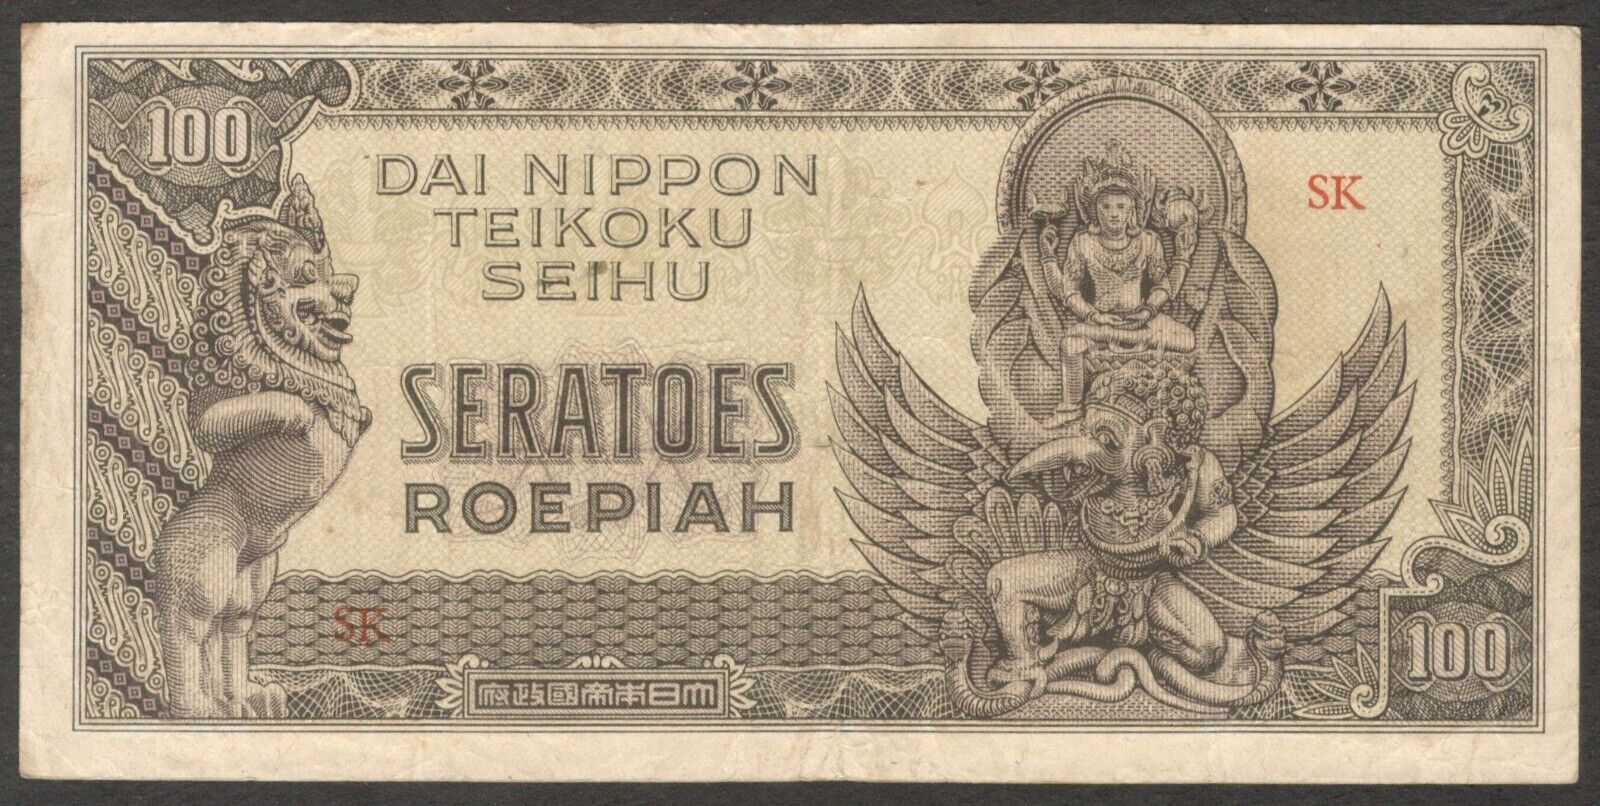 100
DAI NIPPON
TEIKOKU
SEIHU
SK
SERATOES
ROEPIAH
SK
府政國帝本日大
100